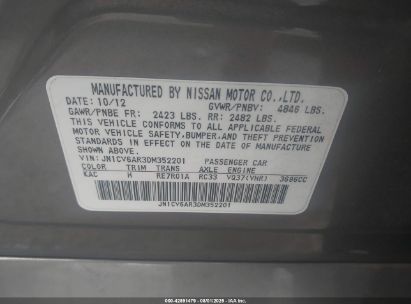 MANUFACTURED BY NISSAN MOTOR CO.,LTD.
DATE: 10/12 GVWR/PNBV: 4846 LBS.
GAWR/PNBE FR: 2423 LBS. RR: 2482 LBS.
THIS VEHICLE CONFORMS TO ALL APPLICABLE FEDERAL
MOTOR VEHICLE SAFETY,BUMPER,AND THEFT PREVENTION
STANDARDS IN EFFECT ON THE DATE OF MANUFACTURE
SHOWN ABOVE.
VIN: JN1CV6AR3DM352201 PASSENGER CAR
COLOR TRIM TRANS AXLE ENGINE
KAC RE7R01A RC33 VQ37(VHR) 3696CC
JN1CV6AR3DM352201